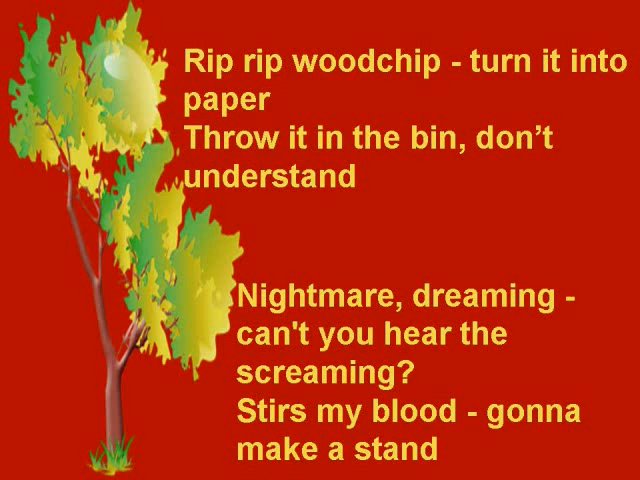 Rip rip woodchip - turn it into
paper
Throw it in the bin, don’t
understand
Nightmare, dreaming -
can't you hear the
screaming?
Stirs my blood - gonna
make a stand